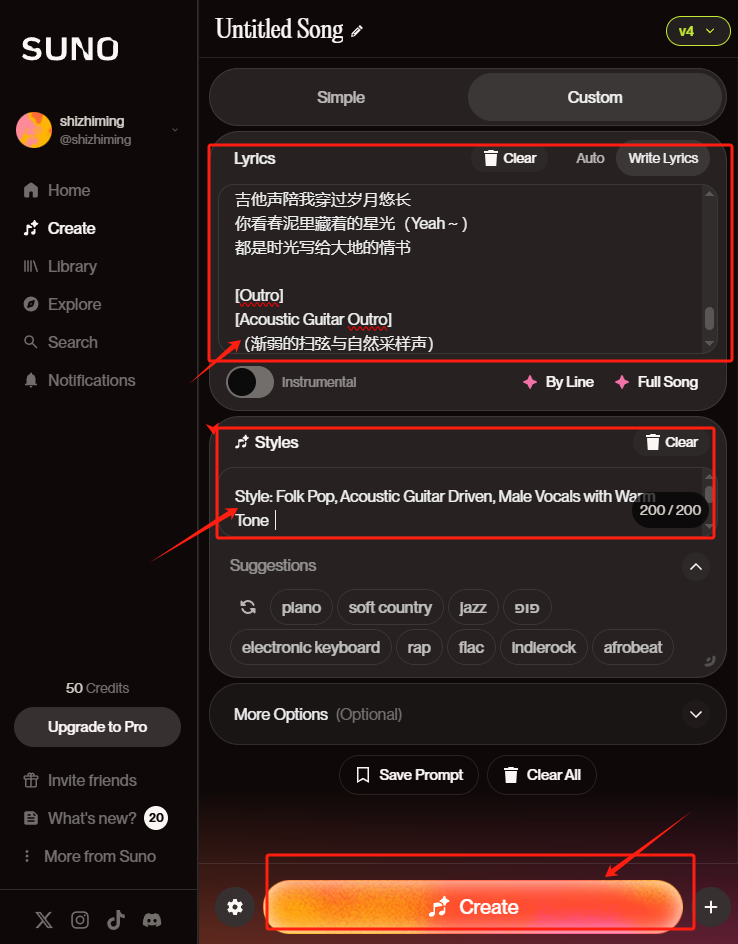 SUNO
shizhiming
@shizhiming
Home
Create
Library
Explore
Search
Notifications
50 Credits
Upgrade to Pro
Invite friends
What's new? 20
More from Suno
Untitled Song
v4
Simple
Custom
Lyrics
Clear
Auto
Write Lyrics
吉他声陪我穿过岁月悠长
你看春泥里藏着的星光（Yeah～）
都是时光写给大地的情书
[Outro]
[Acoustic Guitar Outro]
（渐弱的扫弦与自然采样声）
Instrumental
By Line
Full Song
Styles
Clear
Style: Folk Pop, Acoustic Guitar Driven, Male Vocals with Warm
Tone
200 / 200
Suggestions
piano
soft country
jazz
פופ
electronic keyboard
rap
flac
indierock
afrobeat
More Options (Optional)
Save Prompt
Clear All
Create